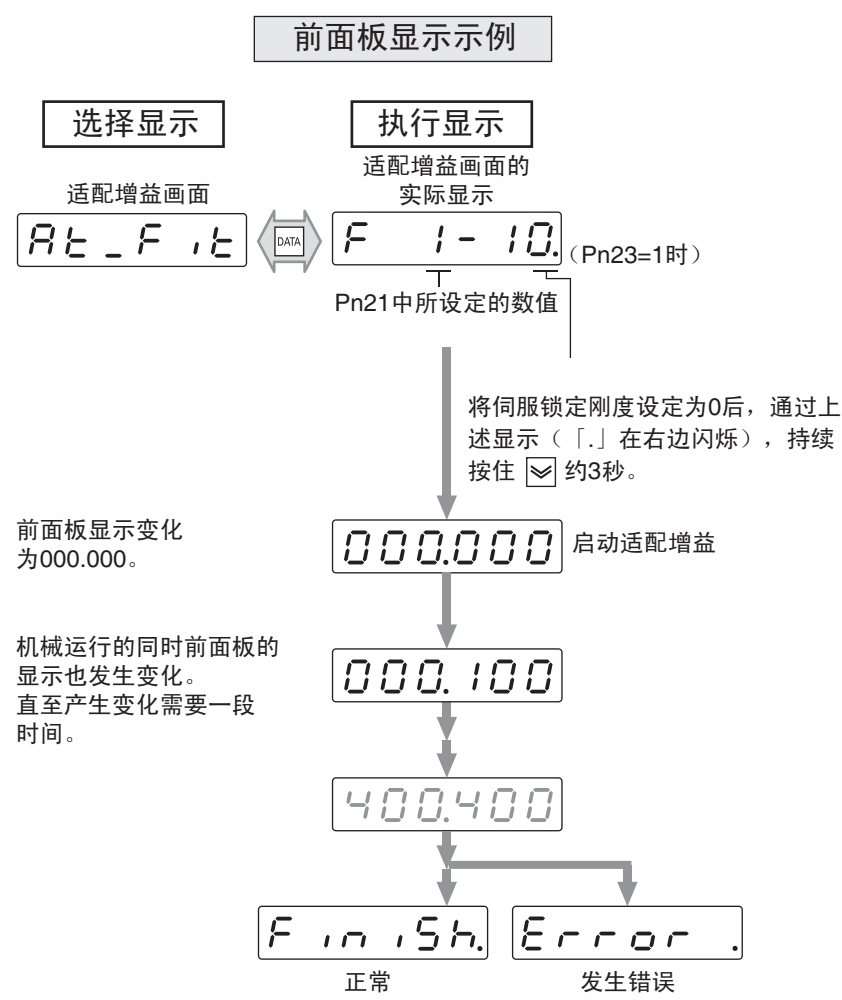 前面板显示示例
选择显示
执行显示
适配增益画面
适配增益画面的
实际显示
At_Fit
DATA
F 1-10.
（Pn23=1时）
Pn21中所设定的数值
将伺服锁定刚度设定为0后，通过上
述显示（「.」在右边闪烁），持续
按住 约3秒。
前面板显示变化
为000.000。
000.000
启动适配增益
机械运行的同时前面板的
显示也发生变化。
直至产生变化需要一段
时间。
000.100
400.400
FiniSh.
Error .
正常
发生错误